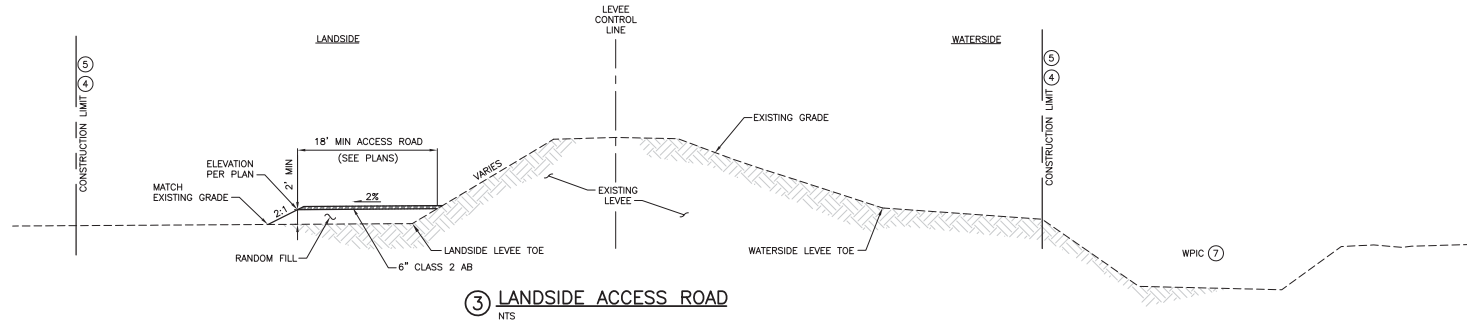 LEVEE
CONTROL
LINE
LANDSIDE
WATERSIDE
CONSTRUCTION LIMIT 4 5
18' MIN ACCESS ROAD
(SEE PLANS)
ELEVATION
PER PLAN
2' MIN
MATCH
EXISTING GRADE
2:1
2%
VARIES
EXISTING GRADE
EXISTING
LEVEE
CONSTRUCTION LIMIT 4 5
RANDOM FILL
LANDSIDE LEVEE TOE
6" CLASS 2 AB
WATERSIDE LEVEE TOE
WPIC 7
3 LANDSIDE ACCESS ROAD
NTS